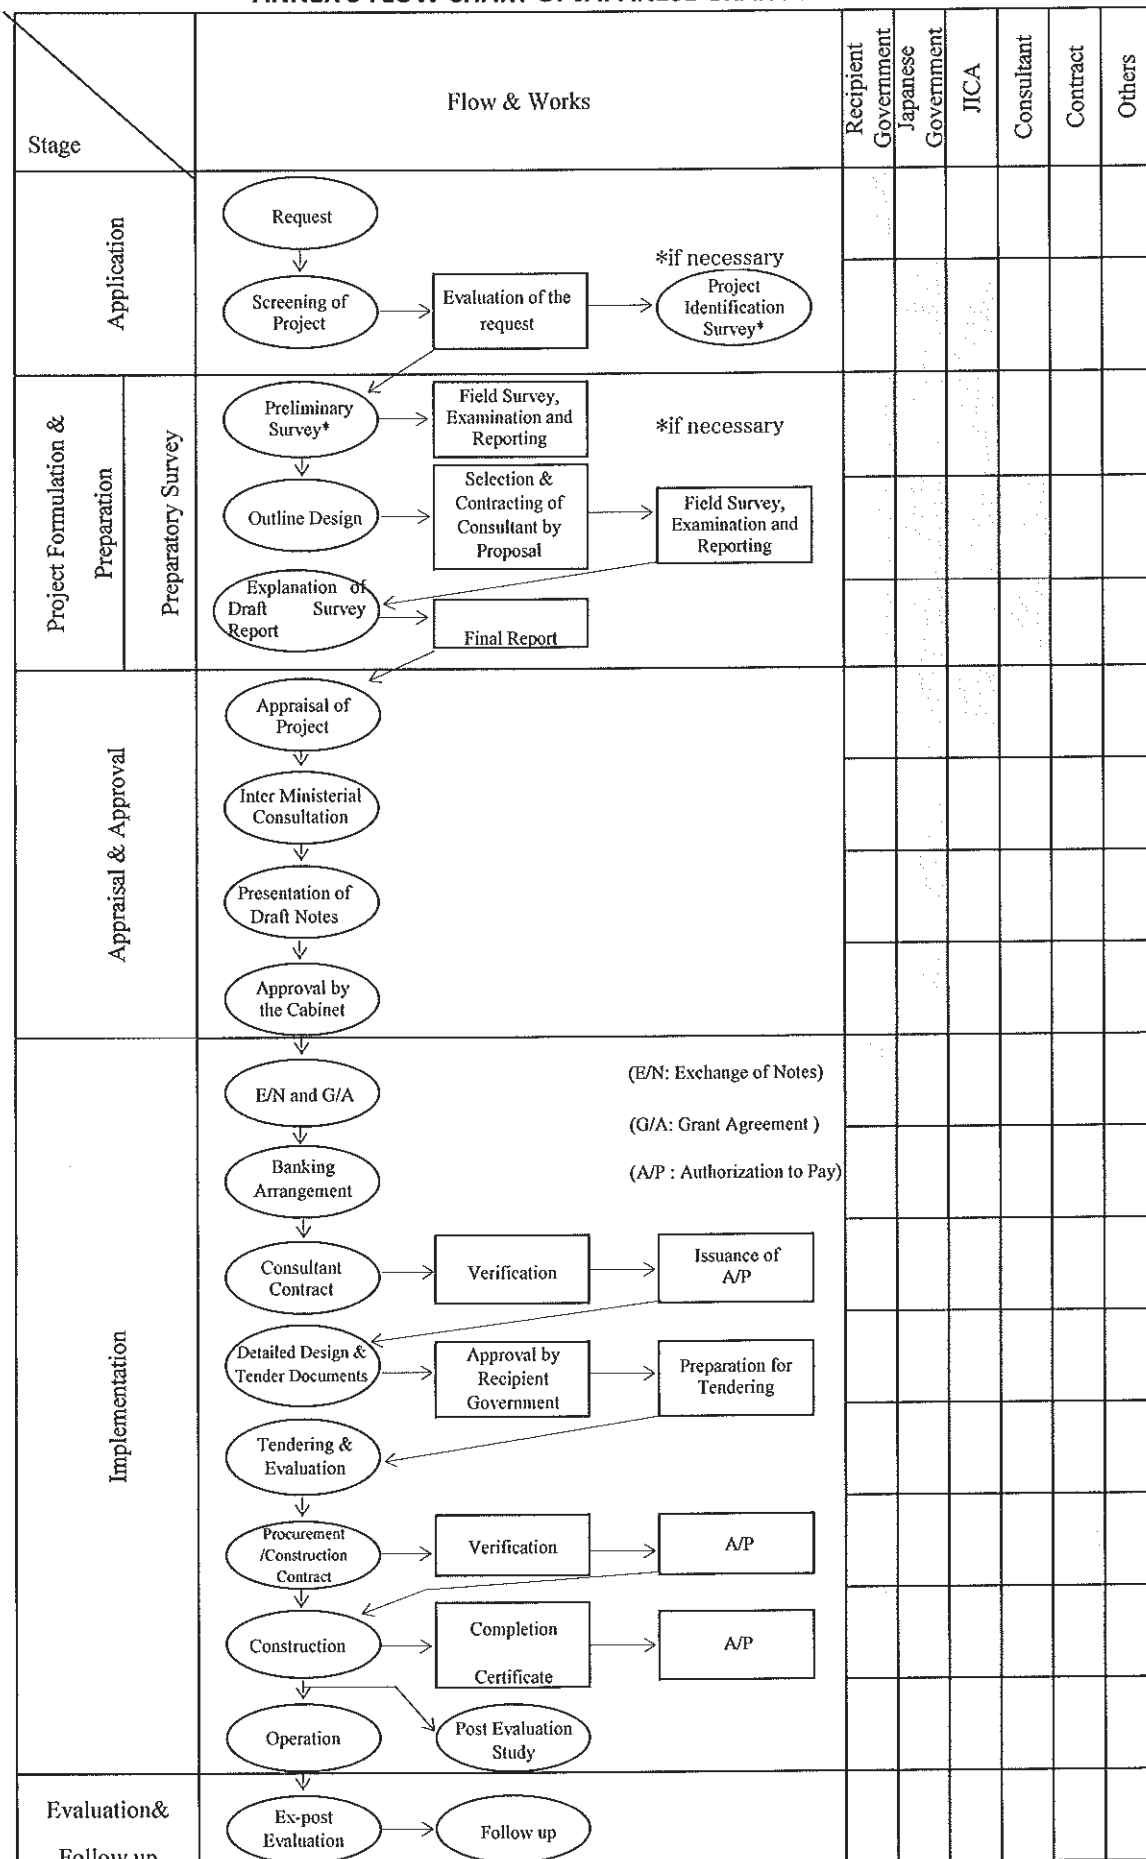 Stage
Flow & Works
Recipient
Government
Japanese
Government
JICA
Consultant
Contract
Others
Application
Request
Screening of
Project
Evaluation of the
request
*if necessary
Project
Identification
Survey*
Project Formulation &
Preparation
Preparatory Survey
Preliminary
Survey*
Field Survey,
Examination and
Reporting
*if necessary
Outline Design
Selection &
Contracting of
Consultant by
Proposal
Field Survey,
Examination and
Reporting
Explanation of
Draft Survey
Report
Final Report
Appraisal & Approval
Appraisal of
Project
Inter Ministerial
Consultation
Presentation of
Draft Notes
Approval by
the Cabinet
Implementation
E/N and G/A
(E/N: Exchange of Notes)
(G/A: Grant Agreement )
(A/P : Authorization to Pay)
Banking
Arrangement
Consultant
Contract
Verification
Issuance of
A/P
Detailed Design &
Tender Documents
Approval by
Recipient
Government
Preparation for
Tendering
Tendering &
Evaluation
Procurement
/Construction
Contract
Verification
A/P
Construction
Completion
Certificate
A/P
Operation
Post Evaluation
Study
Evaluation&
Follow up
Ex-post
Evaluation
Follow up